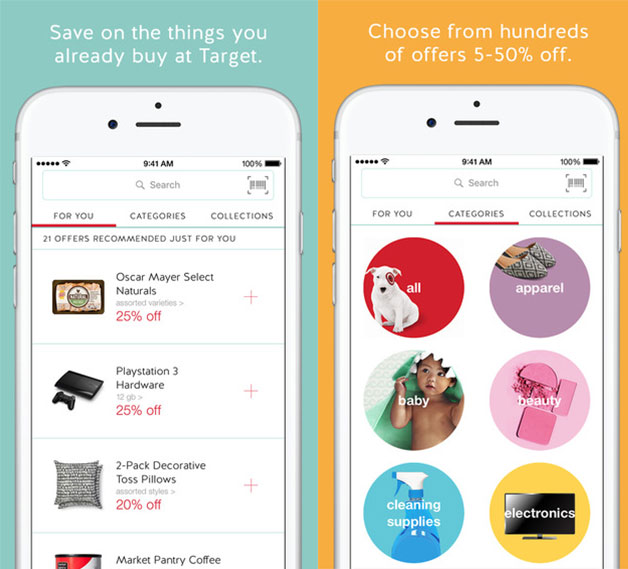 Save on the things you
already buy at Target.
9:41 AM
100%
Search
FOR YOU
CATEGORIES
COLLECTIONS
21 OFFERS RECOMMENDED JUST FOR YOU
Oscar Mayer Select
Naturals
assorted varieties >
25% off
Playstation 3
Hardware
12 gb >
25% off
2-Pack Decorative
Toss Pillows
assorted styles >
20% off
Market Pantry Coffee
Choose from hundreds
of offers 5-50% off.
9:41 AM
100%
Search
FOR YOU
CATEGORIES
COLLECTIONS
all
apparel
baby
beauty
cleaning
supplies
electronics